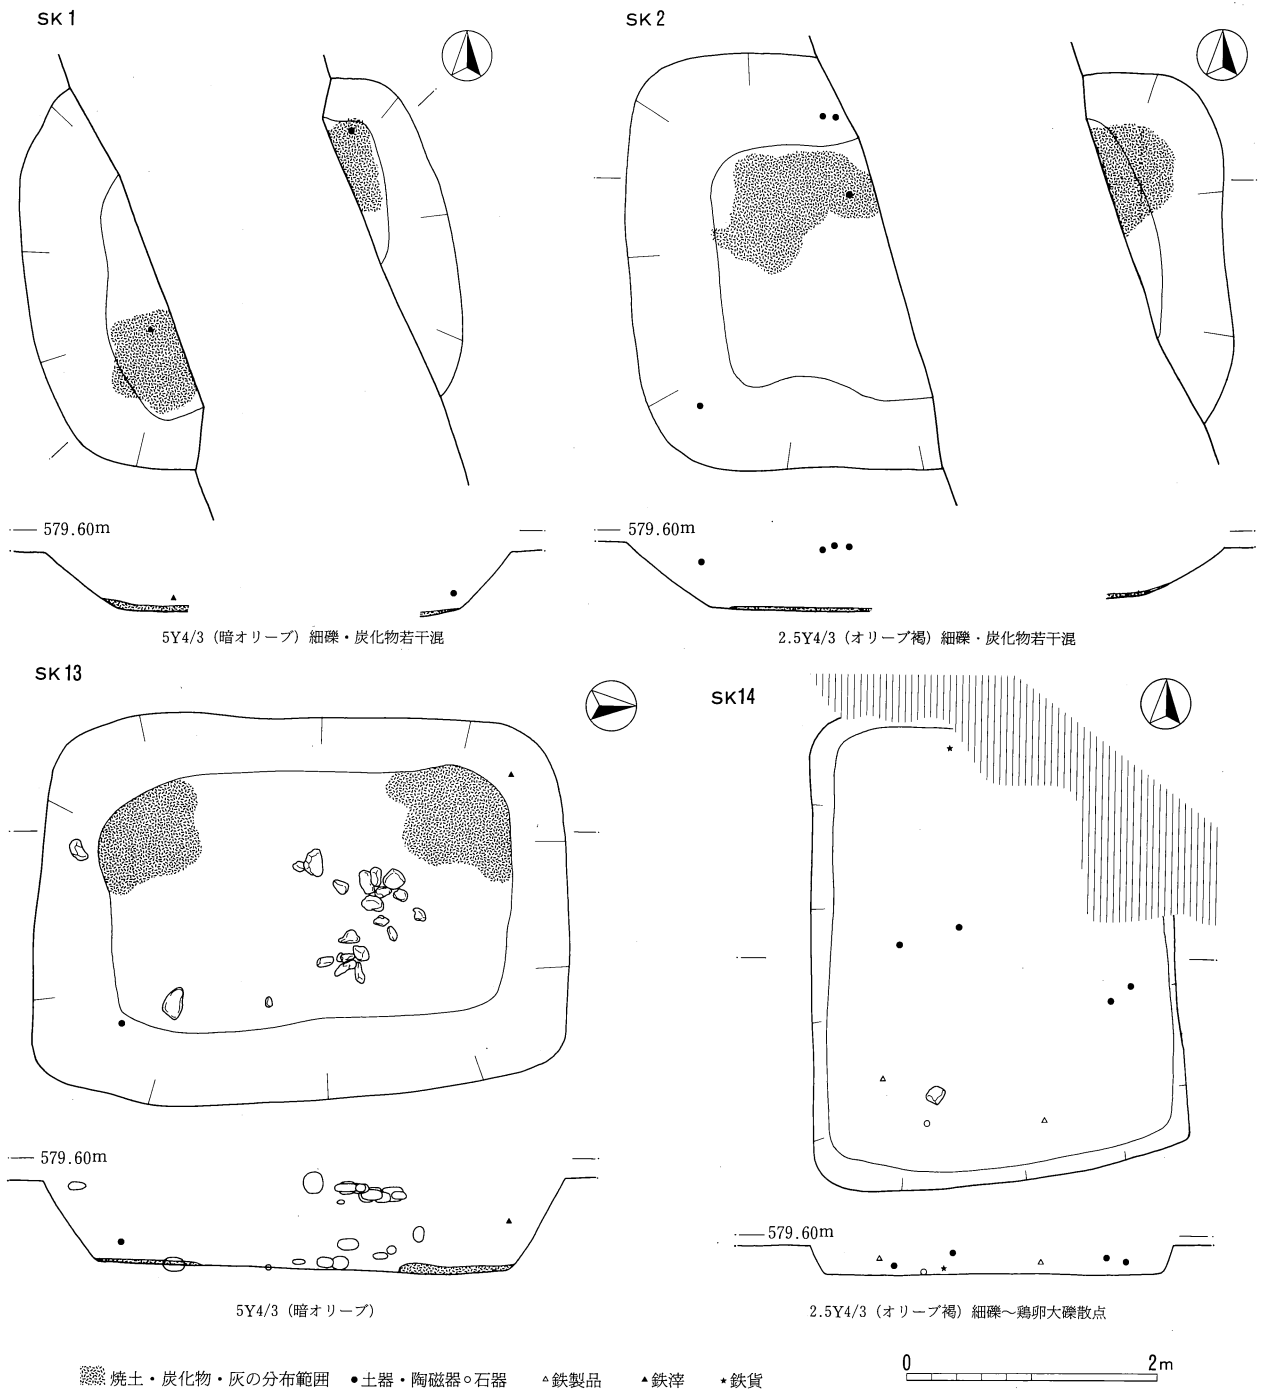 SK1
SK2
579.60m
579.60m
5Y4/3（暗オリーブ）細礫・炭化物若干混
2.5Y4/3（オリーブ褐）細礫・炭化物若干混
SK13
SK14
579.60m
579.60m
5Y4/3（暗オリーブ）
2.5Y4/3（オリーブ褐）細礫～鶏卵大礫散点
0 2m
焼土・炭化物・灰の分布範囲 ●土器・陶磁器 ○石器 △鉄製品 ▲鉄滓 ★鉄貨